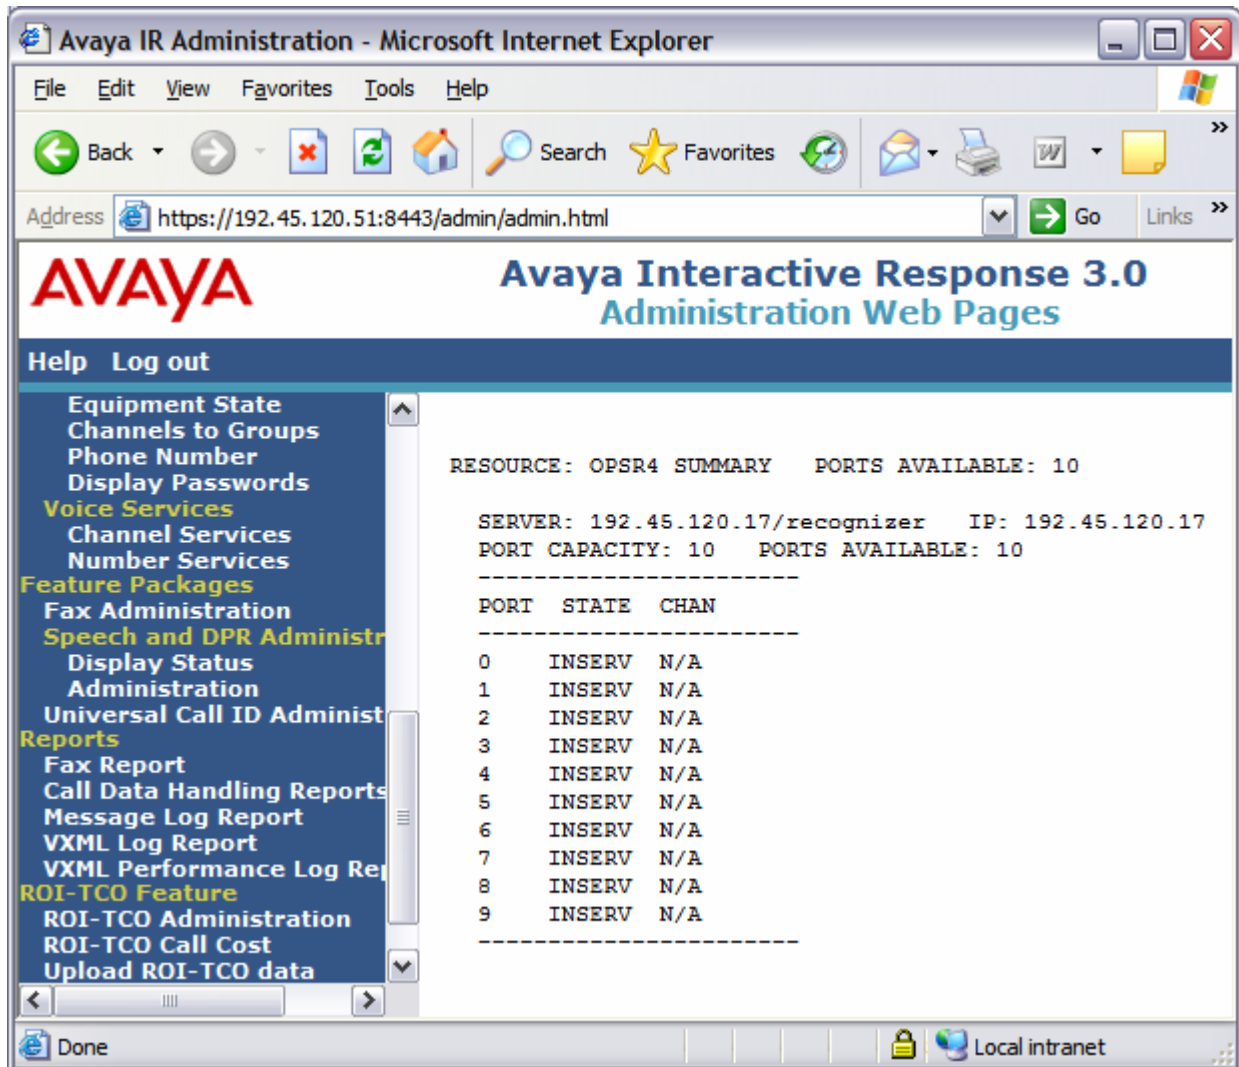 Avaya IR Administration - Microsoft Internet Explorer
File Edit View Favorites Tools Help
Back Search Favorites W »
Address https://192.45.120.51:8443/admin/admin.html Go Links »
AVAYA
Avaya Interactive Response 3.0
Administration Web Pages
Help Log out
Equipment State
Channels to Groups
Phone Number
Display Passwords
Voice Services
Channel Services
Number Services
Feature Packages
Fax Administration
Speech and DPR Administr
Display Status
Administration
Universal Call ID Administ
Reports
Fax Report
Call Data Handling Reports
Message Log Report
VXML Log Report
VXML Performance Log Rep
ROI-TCO Feature
ROI-TCO Administration
ROI-TCO Call Cost
Upload ROI-TCO data
RESOURCE: OPSR4 SUMMARY PORTS AVAILABLE: 10
SERVER: 192.45.120.17/recognizer IP: 192.45.120.17
PORT CAPACITY: 10 PORTS AVAILABLE: 10
-----------------------
PORT STATE CHAN
-----------------------
0 INSERV N/A
1 INSERV N/A
2 INSERV N/A
3 INSERV N/A
4 INSERV N/A
5 INSERV N/A
6 INSERV N/A
7 INSERV N/A
8 INSERV N/A
9 INSERV N/A
-----------------------
Done Local intranet